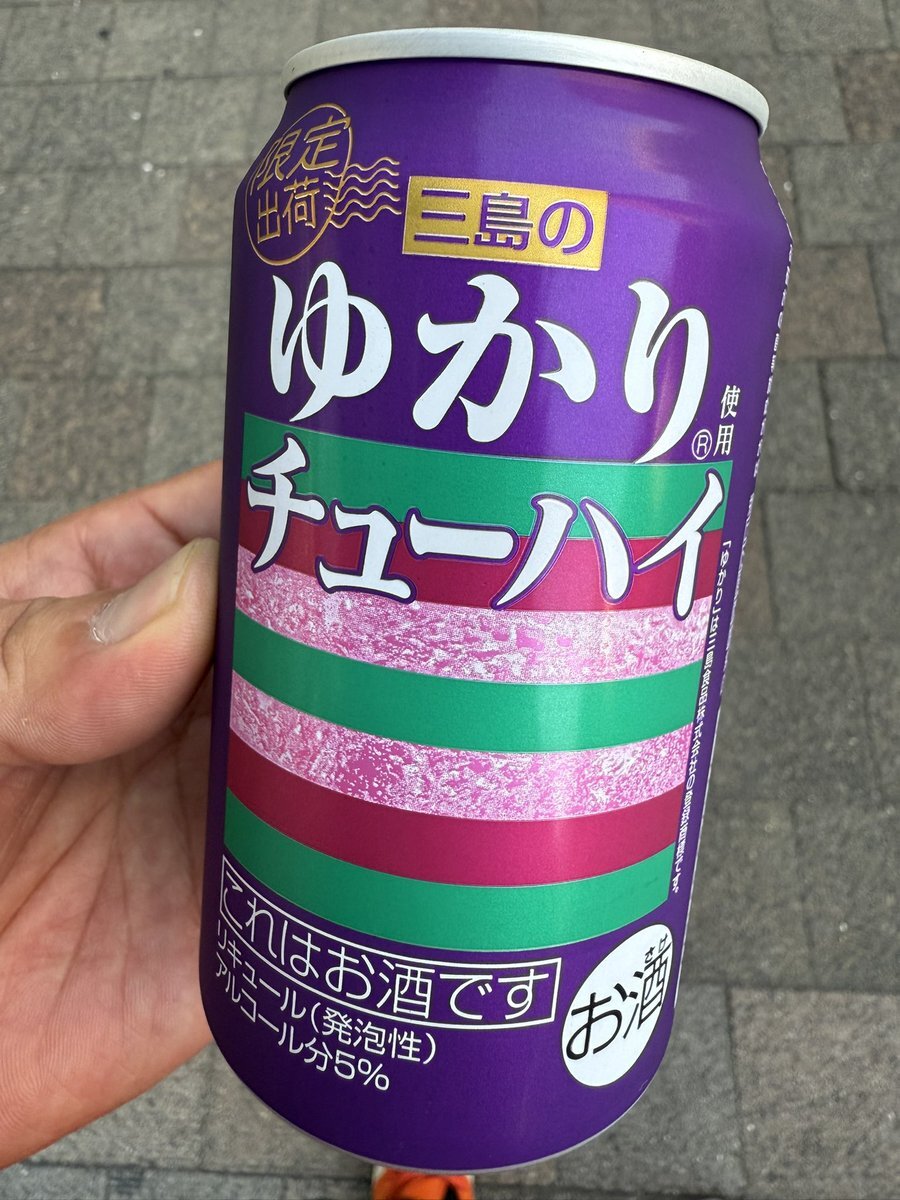 限定
出荷
三島の
ゆかり®
使用
チューハイ
これはお酒です
リキュール(発泡性)
アルコール分5%
さけ
お酒